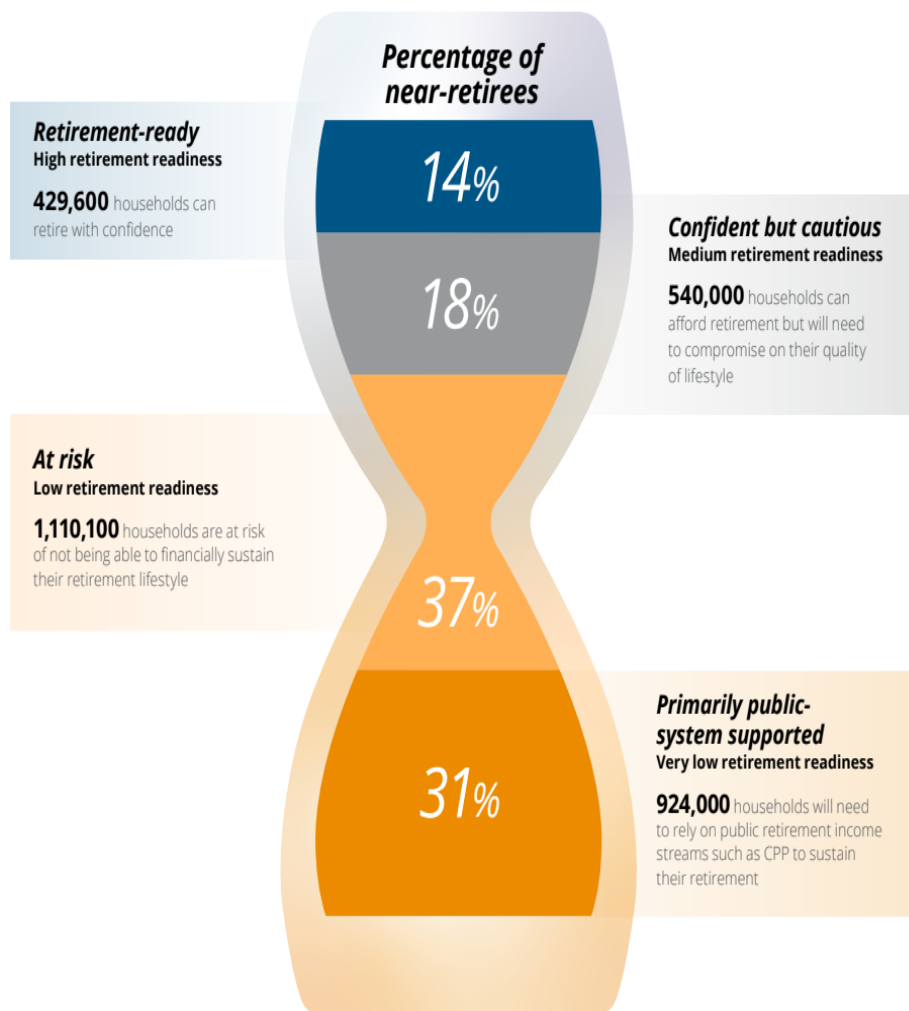 Percentage of
near-retirees
Retirement-ready
High retirement readiness
429,600 households can
retire with confidence
14%
18%
Confident but cautious
Medium retirement readiness
540,000 households can
afford retirement but will need
to compromise on their quality
of lifestyle
At risk
Low retirement readiness
1,110,100 households are at risk
of not being able to financially sustain
their retirement lifestyle
37%
31%
Primarily public-
system supported
Very low retirement readiness
924,000 households will need
to rely on public retirement income
streams such as CPP to sustain
their retirement